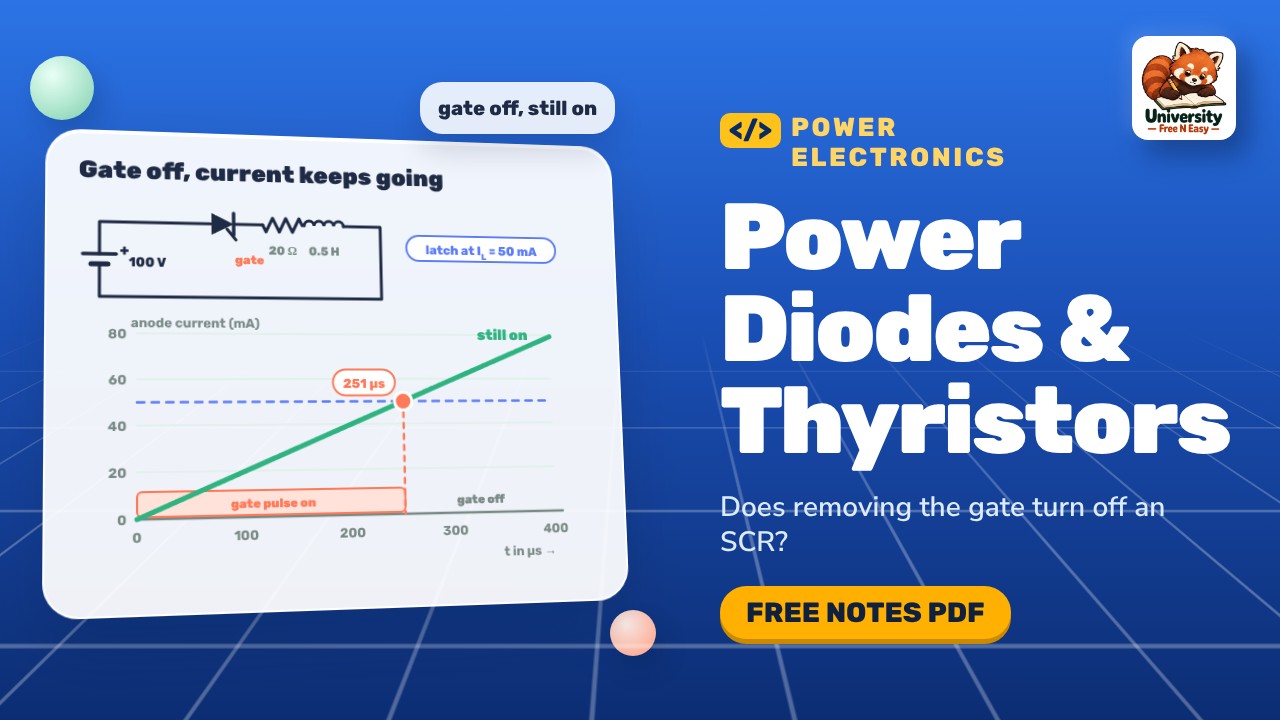 gate off, still on
Gate off, current keeps going
+
100 V
gate
20 Ω
0.5 H
latch at I_L = 50 mA
anode current (mA)
80
60
40
20
0
still on
251 µs
gate pulse on
gate off
0
100
200
300
400
t in µs →
</>
POWER
ELECTRONICS
Power
Diodes &
Thyristors
Does removing the gate turn off an
SCR?
FREE NOTES PDF
University
Free N Easy